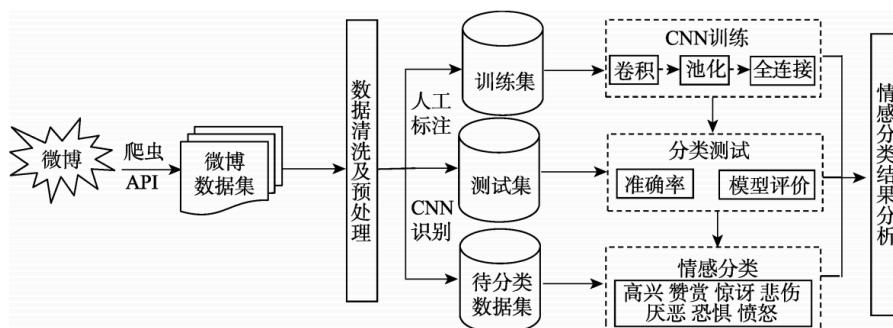 微博
爬虫
API
微博
数据集
数据清洗及预处理
人工
标注
CNN
识别
训练集
测试集
待分类
数据集
CNN训练
卷积
池化
全连接
分类测试
准确率
模型评价
情感分类
高兴 赞赏 惊讶 悲伤
厌恶 恐惧 愤怒
情感分类结果分析